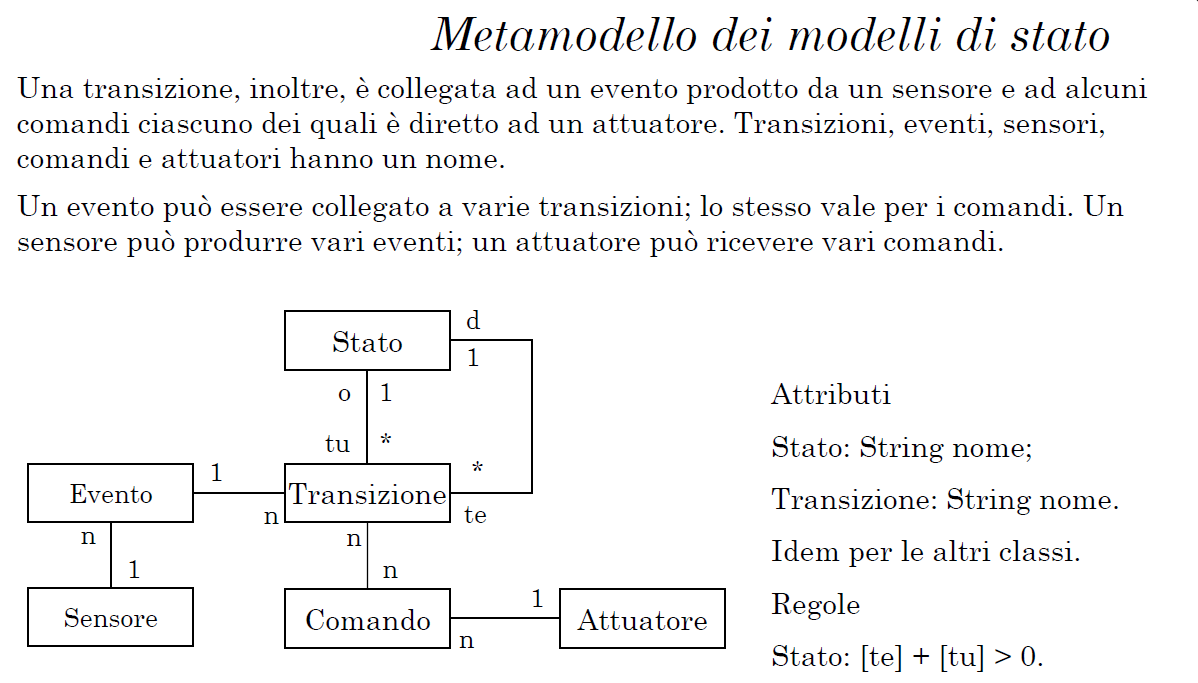 Metamodello dei modelli di stato
Una transizione, inoltre, è collegata ad un evento prodotto da un sensore e ad alcuni
comandi ciascuno dei quali è diretto ad un attuatore. Transizioni, eventi, sensori,
comandi e attuatori hanno un nome.
Un evento può essere collegato a varie transizioni; lo stesso vale per i comandi. Un
sensore può produrre vari eventi; un attuatore può ricevere vari comandi.
d
Stato
1
o 1
tu *
*
1
Evento
Transizione
n
te
n
n
1
n
Sensore
Comando
1
n
Attuatore
Attributi
Stato: String nome;
Transizione: String nome.
Idem per le altri classi.
Regole
Stato: [te] + [tu] > 0.